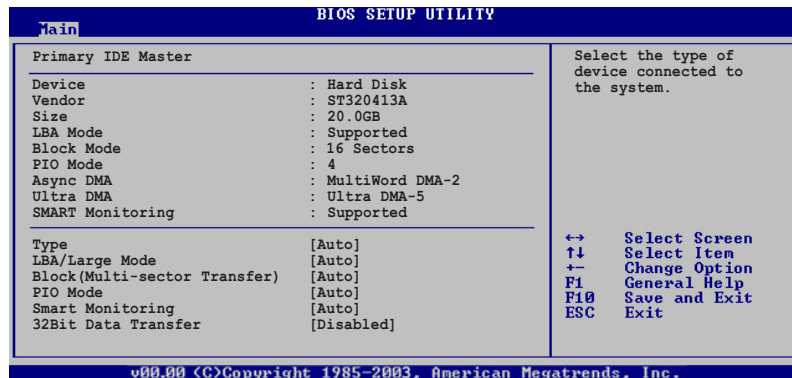 BIOS SETUP UTILITY
Main
Primary IDE Master
Device : Hard Disk
Vendor : ST320413A
Size : 20.0GB
LBA Mode : Supported
Block Mode : 16 Sectors
PIO Mode : 4
Async DMA : MultiWord DMA-2
Ultra DMA : Ultra DMA-5
SMART Monitoring : Supported
Type [Auto]
LBA/Large Mode [Auto]
Block(Multi-sector Transfer) [Auto]
PIO Mode [Auto]
Smart Monitoring [Auto]
32Bit Data Transfer [Disabled]
Select the type of
device connected to
the system.
←→ Select Screen
↑↓ Select Item
+- Change Option
F1 General Help
F10 Save and Exit
ESC Exit
v00.00 (C)Copyright 1985-2003, American Megatrends, Inc.